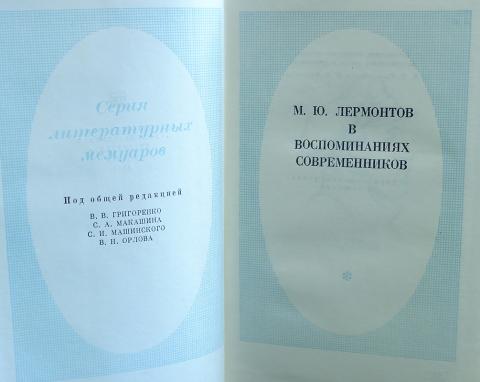 Серия
литературных
мемуаров
Под общей редакцией
В. В. ГРИГОРЕНКО
С. А. МАКАШИНА
С. И. МАШИНСКОГО
В. Н. ОРЛОВА
М. Ю. ЛЕРМОНТОВ
В
ВОСПОМИНАНИЯХ
СОВРЕМЕННИКОВ